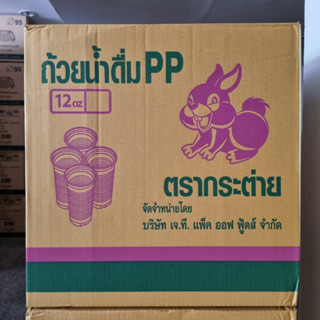 ถ้วยน้ำดื่ม PP
12 oz
ตรากระต่าย
จัดจำหน่ายโดย
บริษัท เจ.ที. แพ็ค ออฟ ฟู้ดส์ จำกัด
Ø95